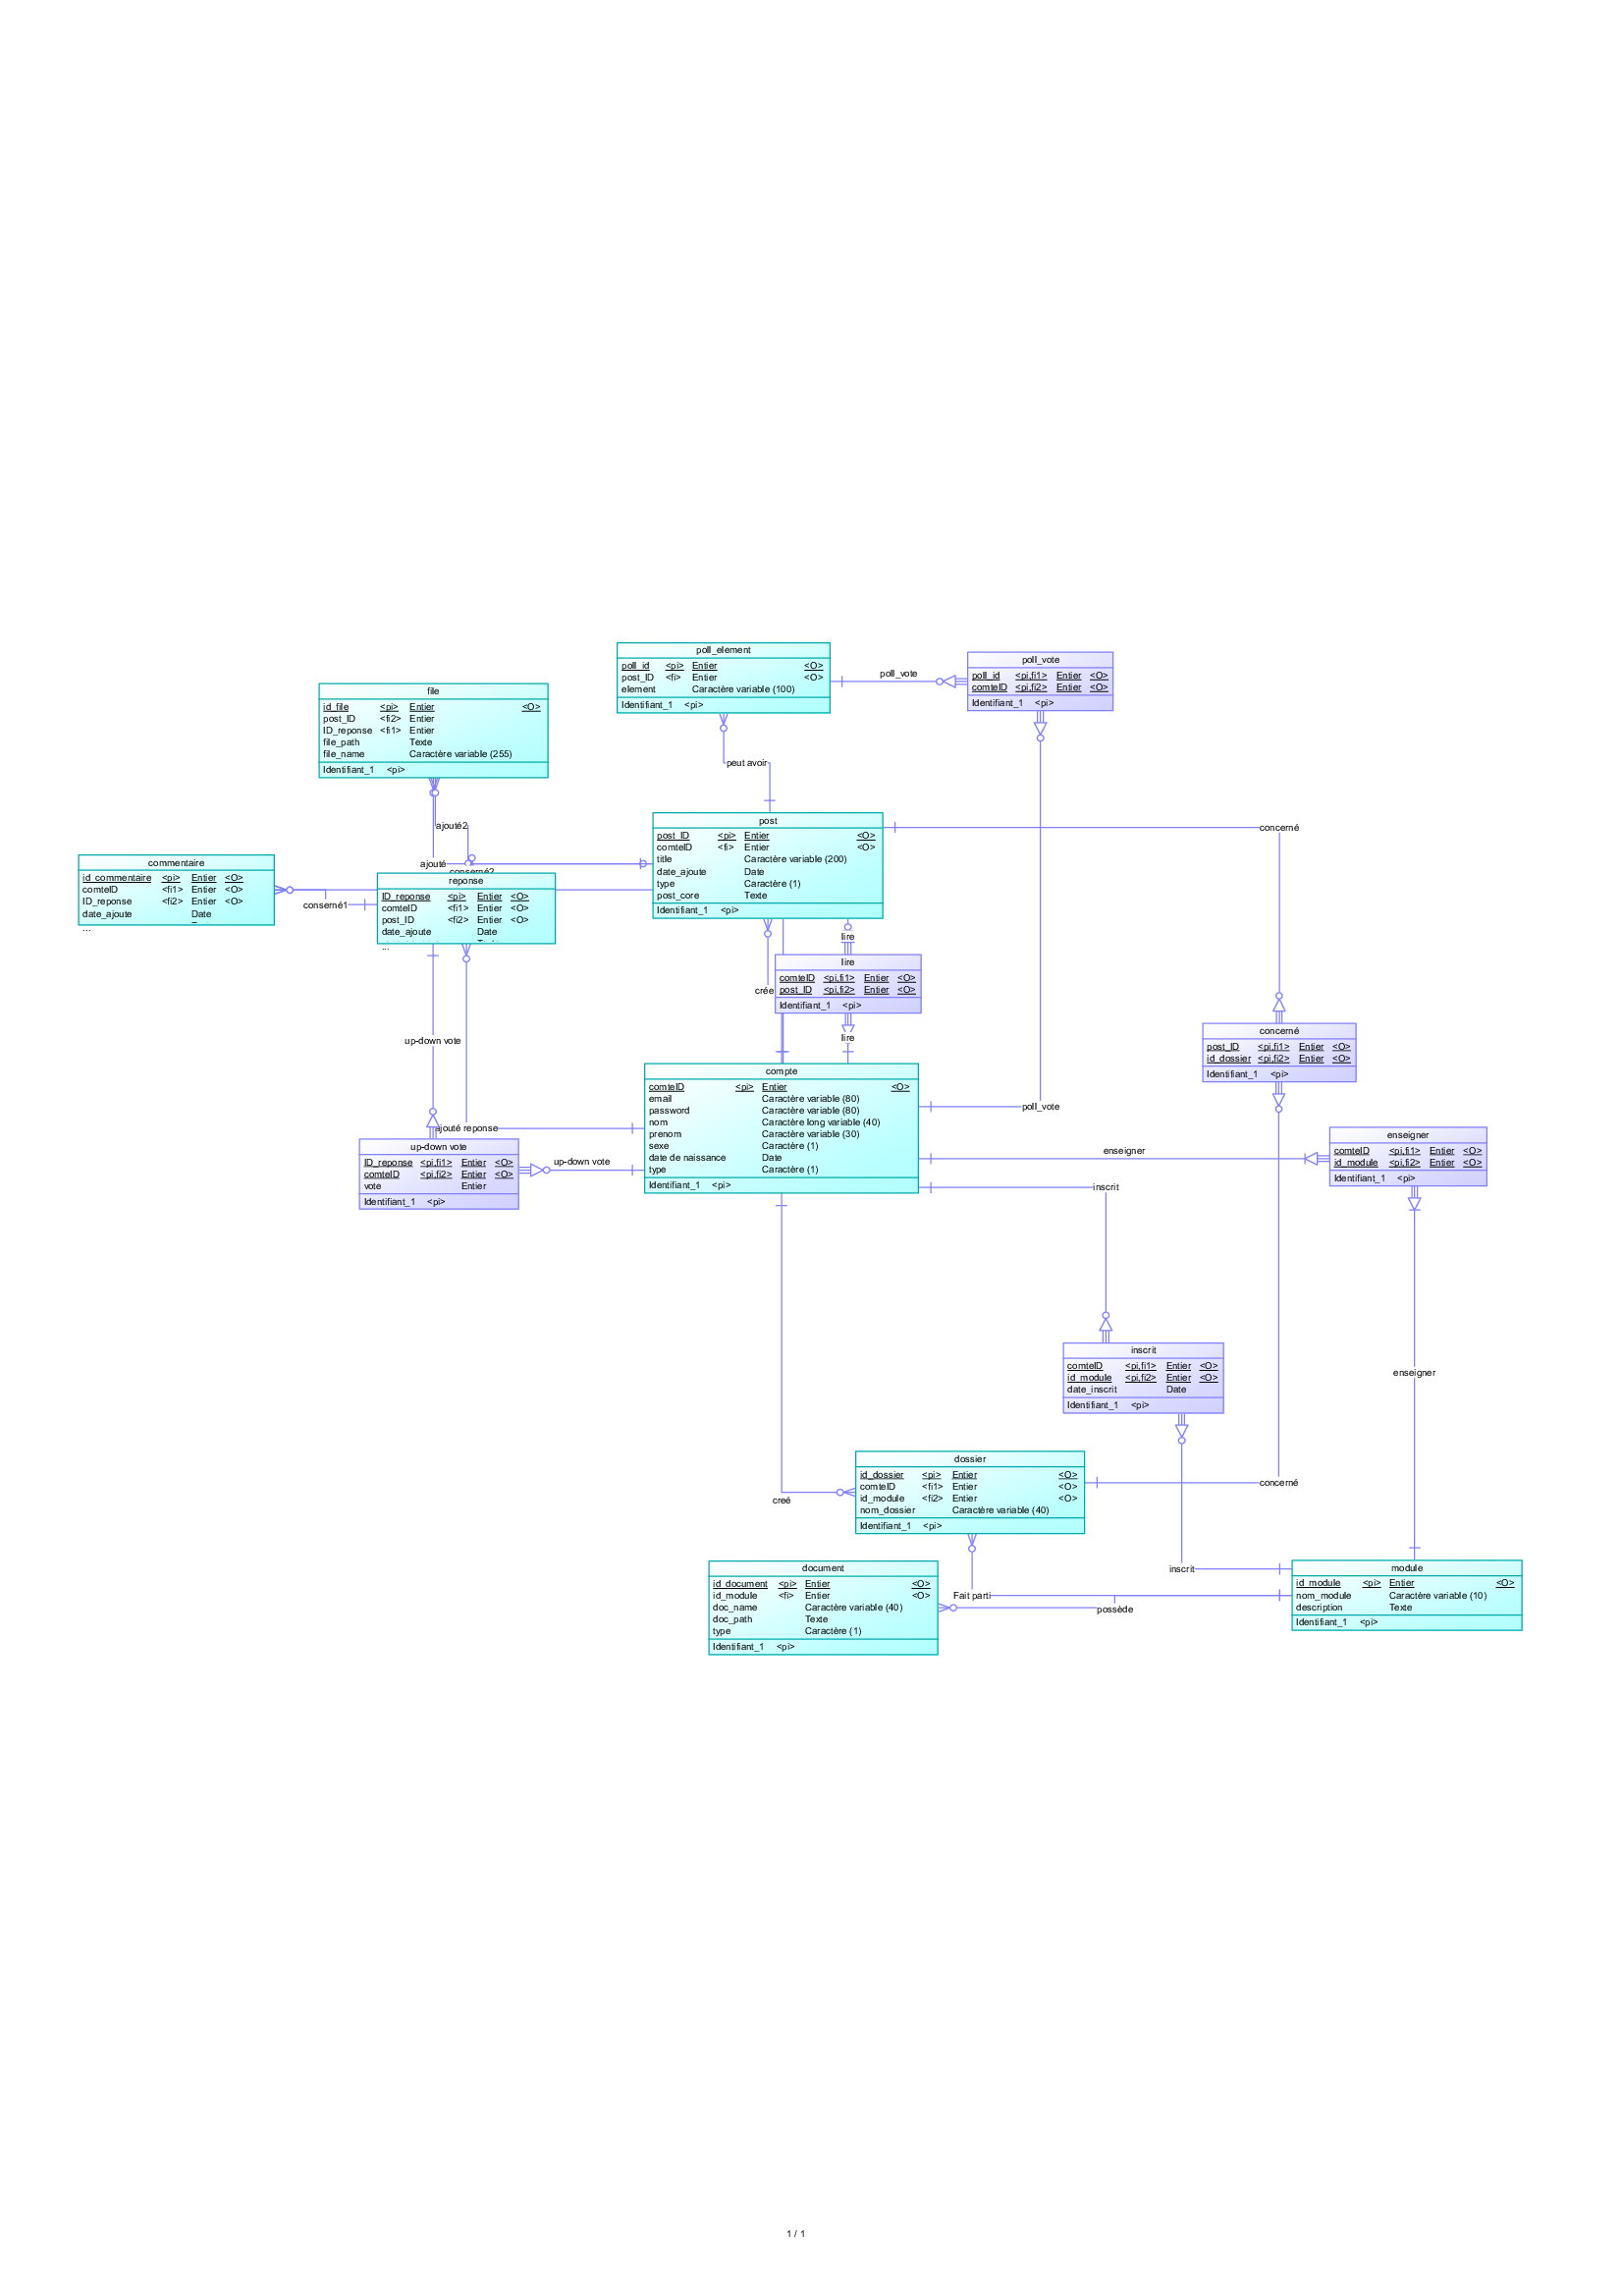 poll_element
poll_id <pi> Entier <O>
post_ID <fi> Entier <O>
element Caractère variable (100)
Identifiant_1 <pi>
poll_vote
poll_vote
poll_id <pi,fi1> Entier <O>
comteID <pi,fi2> Entier <O>
Identifiant_1 <pi>
file
id_file <pi> Entier <O>
post_ID <fi2> Entier
ID_reponse <fi1> Entier
file_path Texte
file_name Caractère variable (255)
Identifiant_1 <pi>
peut avoir
ajouté2
ajouté
conserné2
post
post_ID <pi> Entier <O>
comteID <fi> Entier <O>
title Caractère variable (200)
date_ajoute Date
type Caractère (1)
post_core Texte
Identifiant_1 <pi>
concerné
commentaire
id_commentaire <pi> Entier <O>
comteID <fi1> Entier <O>
ID_reponse <fi2> Entier <O>
date_ajoute Date
...
conserné1
reponse
ID_reponse <pi> Entier <O>
comteID <fi1> Entier <O>
post_ID <fi2> Entier <O>
date_ajoute Date
...
lire
crée
lire
comteID <pi,fi1> Entier <O>
post_ID <pi,fi2> Entier <O>
Identifiant_1 <pi>
lire
up-down vote
concerné
post_ID <pi,fi1> Entier <O>
id_dossier <pi,fi2> Entier <O>
Identifiant_1 <pi>
compte
comteID <pi> Entier <O>
email Caractère variable (80)
password Caractère variable (80)
nom Caractère long variable (40)
prenom Caractère variable (30)
sexe Caractère (1)
date de naissance Date
type Caractère (1)
Identifiant_1 <pi>
poll_vote
ajouté reponse
up-down vote
ID_reponse <pi,fi1> Entier <O>
comteID <pi,fi2> Entier <O>
vote Entier
Identifiant_1 <pi>
up-down vote
enseigner
enseigner
comteID <pi,fi1> Entier <O>
id_module <pi,fi2> Entier <O>
Identifiant_1 <pi>
inscrit
inscrit
comteID <pi,fi1> Entier <O>
id_module <pi,fi2> Entier <O>
date_inscrit Date
Identifiant_1 <pi>
enseigner
dossier
id_dossier <pi> Entier <O>
comteID <fi1> Entier <O>
id_module <fi2> Entier <O>
nom_dossier Caractère variable (40)
Identifiant_1 <pi>
concerné
creé
document
id_document <pi> Entier <O>
id_module <fi> Entier <O>
doc_name Caractère variable (40)
doc_path Texte
type Caractère (1)
Identifiant_1 <pi>
inscrit
Fait parti
possède
module
id_module <pi> Entier <O>
nom_module Caractère variable (10)
description Texte
Identifiant_1 <pi>
1 / 1